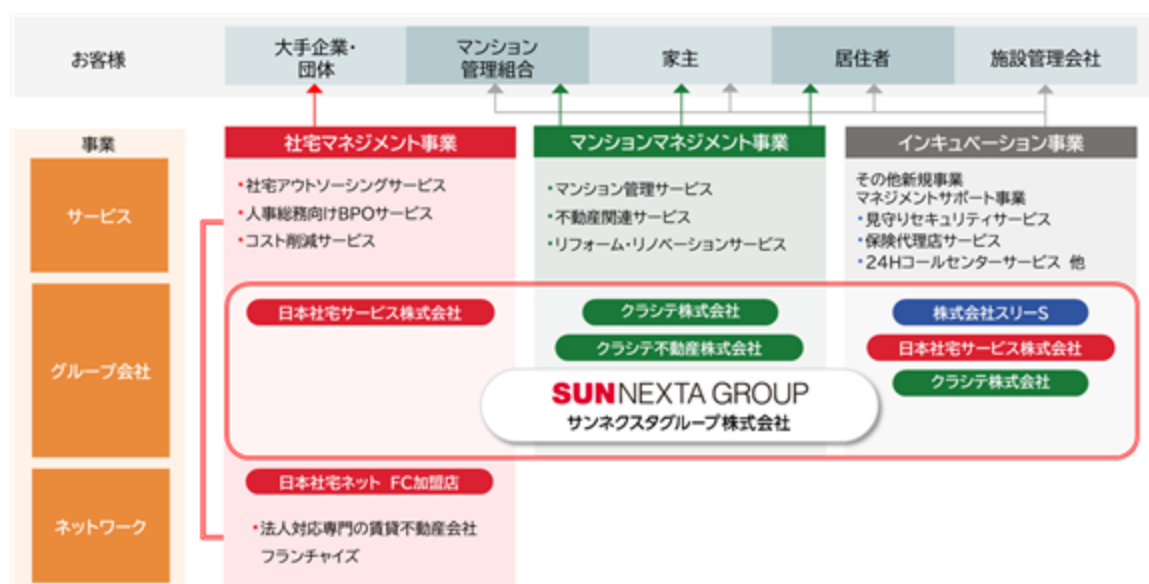 お客様
大手企業・
団体
マンション
管理組合
家主
居住者
施設管理会社
事業
社宅マネジメント事業
マンションマネジメント事業
インキュベーション事業
サービス
・社宅アウトソーシングサービス
・人事総務向けBPOサービス
・コスト削減サービス
・マンション管理サービス
・不動産関連サービス
・リフォーム・リノベーションサービス
その他新規事業
マネジメントサポート事業
・見守りセキュリティサービス
・保険代理店サービス
・24Hコールセンターサービス 他
グループ会社
日本社宅サービス株式会社
クラシテ株式会社
クラシテ不動産株式会社
株式会社スリーS
日本社宅サービス株式会社
クラシテ株式会社
SUNNEXTA GROUP
サンネクスタグループ株式会社
ネットワーク
日本社宅ネット FC加盟店
・法人対応専門の賃貸不動産会社
フランチャイズ